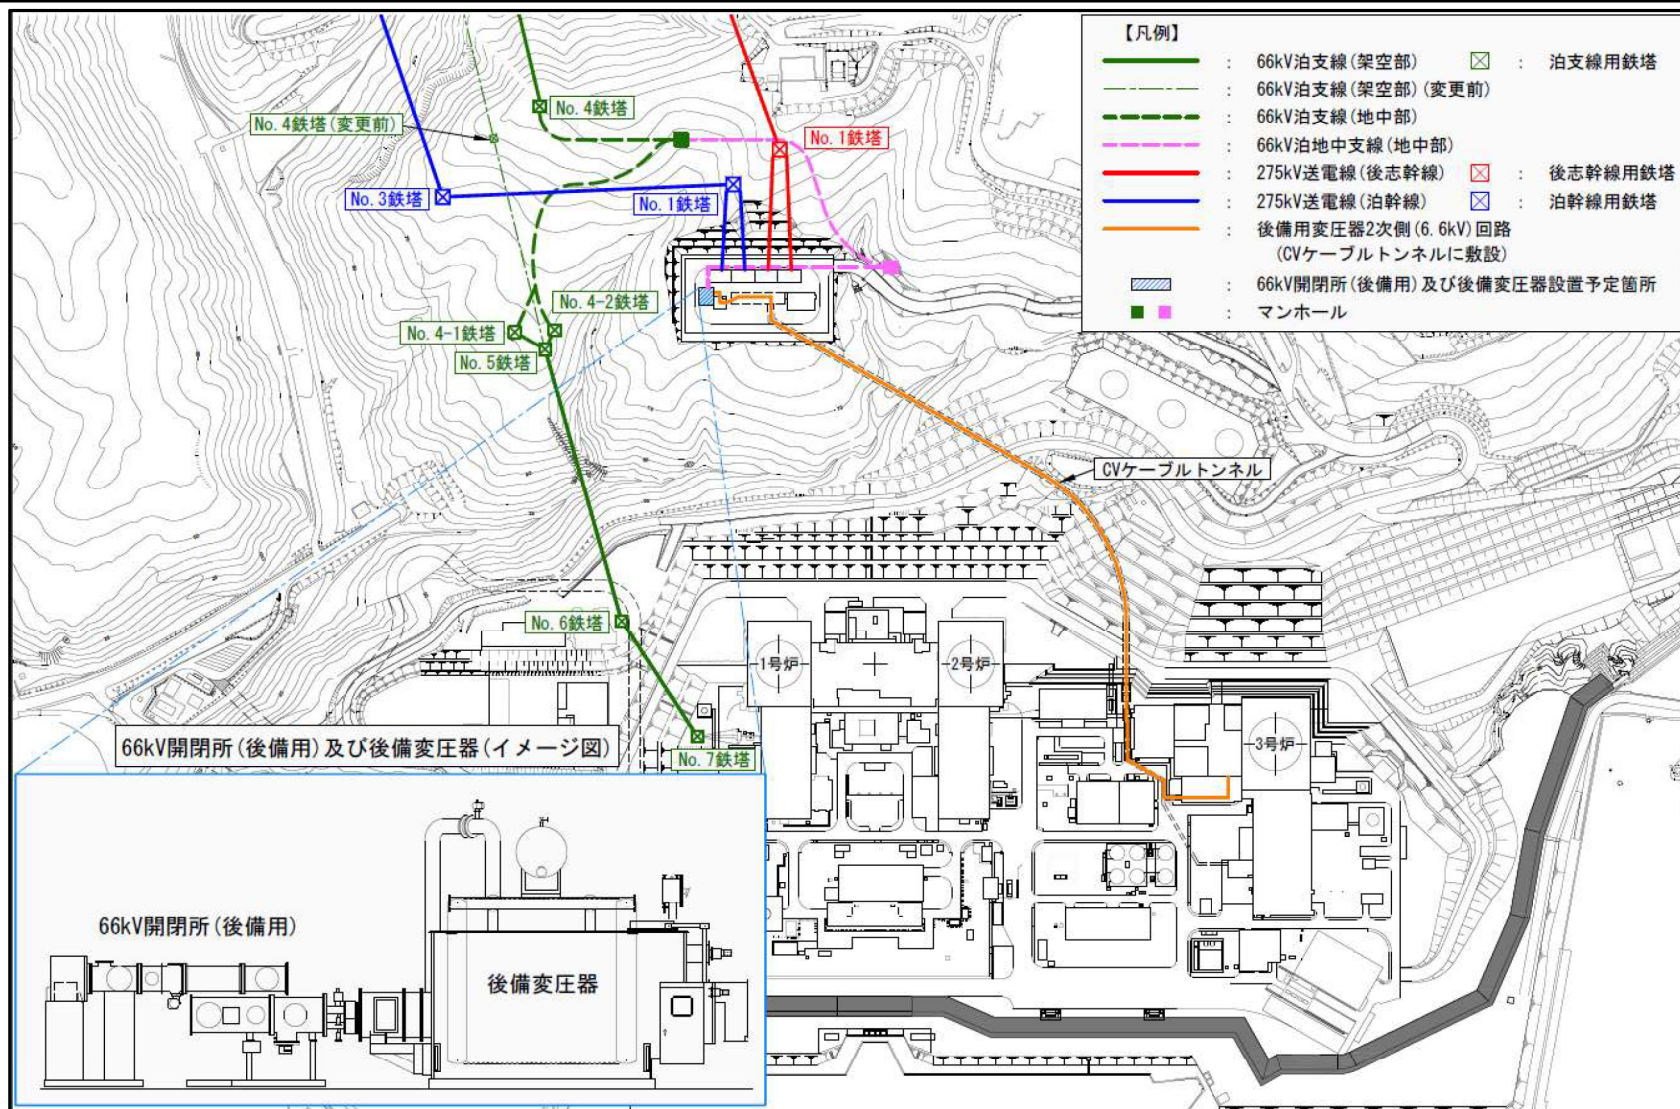 【凡例】
: 66kV泊支線(架空部) : 泊支線用鉄塔
: 66kV泊支線(架空部)(変更前)
: 66kV泊支線(地中部)
: 66kV泊地中支線(地中部)
: 275kV送電線(後志幹線) : 後志幹線用鉄塔
: 275kV送電線(泊幹線) : 泊幹線用鉄塔
: 後備用変圧器2次側(6.6kV)回路
(CVケーブルトンネルに敷設)
: 66kV開閉所(後備用)及び後備変圧器設置予定箇所
: マンホール
No.4鉄塔
No.4鉄塔(変更前)
No.1鉄塔
No.3鉄塔
No.1鉄塔
No.4-2鉄塔
No.4-1鉄塔
No.5鉄塔
CVケーブルトンネル
No.6鉄塔
1号炉
2号炉
3号炉
No.7鉄塔
66kV開閉所(後備用)及び後備変圧器(イメージ図)
66kV開閉所(後備用)
後備変圧器